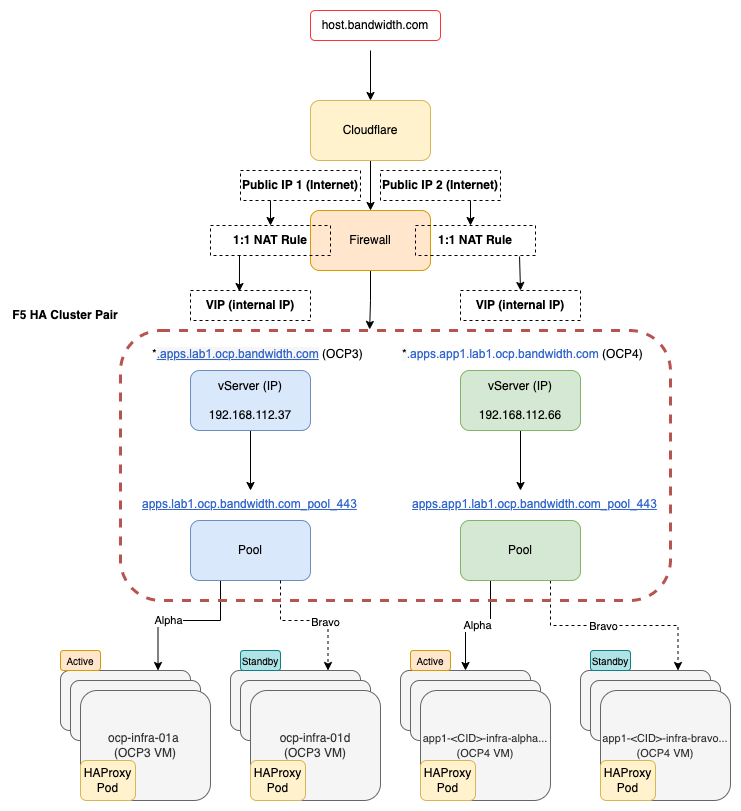 host.bandwidth.com
Cloudflare
Public IP 1 (Internet)
Public IP 2 (Internet)
1:1 NAT Rule
Firewall
1:1 NAT Rule
VIP (internal IP)
VIP (internal IP)
F5 HA Cluster Pair
*.apps.lab1.ocp.bandwidth.com (OCP3)
*.apps.app1.lab1.ocp.bandwidth.com (OCP4)
vServer (IP)
192.168.112.37
vServer (IP)
192.168.112.66
apps.lab1.ocp.bandwidth.com_pool_443
apps.app1.lab1.ocp.bandwidth.com_pool_443
Pool
Pool
Alpha
Bravo
Alpha
Bravo
Active
Standby
Active
Standby
ocp-infra-01a
(OCP3 VM)
ocp-infra-01d
(OCP3 VM)
app1-<CID>-infra-alpha...
(OCP4 VM)
app1-<CID>-infra-bravo...
(OCP4 VM)
HAProxy
Pod
HAProxy
Pod
HAProxy
Pod
HAProxy
Pod